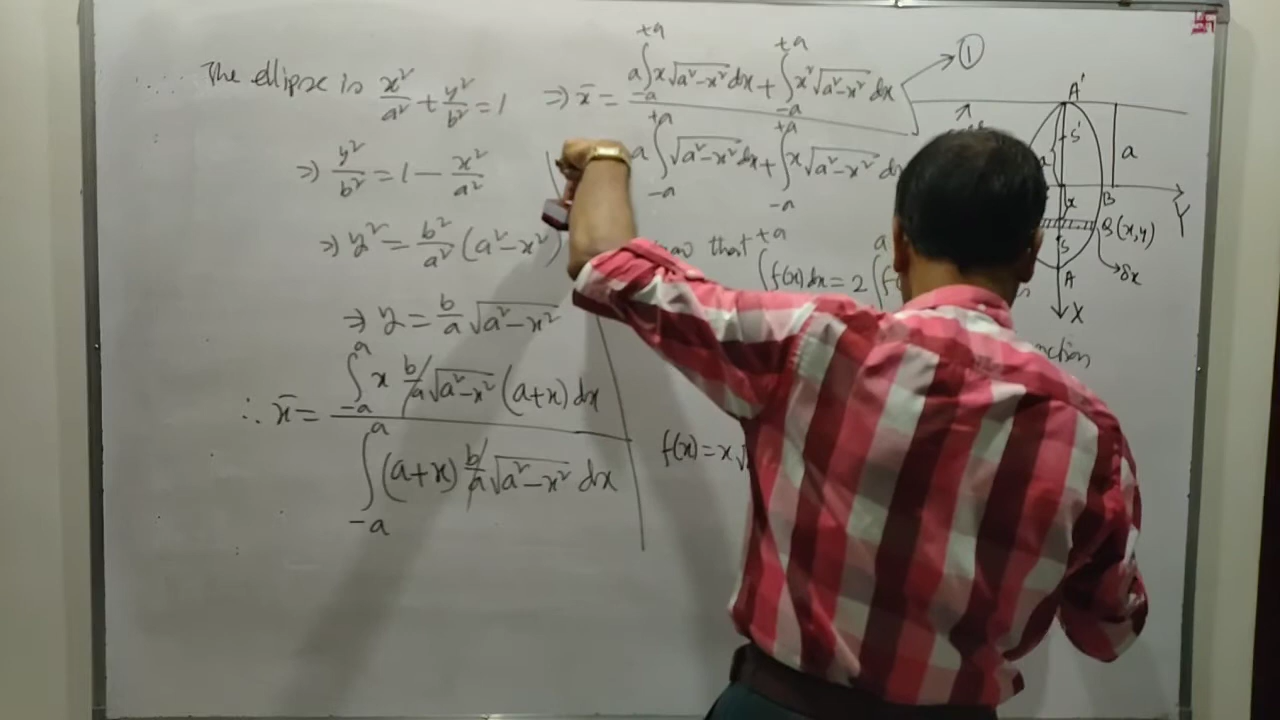 The ellipse is x²/a² + y²/b² = 1
⇒ y²/b² = 1 − x²/a²
⇒ y² = b²/a² (a²−x²)
⇒ y = b/a √(a²−x²)
∴ x̄ = ∫_{-a}^{a} x b/a √(a²−x²) (a+x) dx / ∫_{-a}^{a} (a+x) b/a √(a²−x²) dx
⇒ x̄ = a ∫_{-a}^{+a} x √(a²−x²) dx + ∫_{-a}^{+a} x² √(a²−x²) dx / a ∫_{-a}^{+a} √(a²−x²) dx + ∫_{-a}^{+a} x √(a²−x²) → ①
that
∫^{+a} f(x) dx = 2 ∫^{a}
f(x) = x√
A'
S'
a
B
Y
x
Q(x,y)
S
A
δx
X